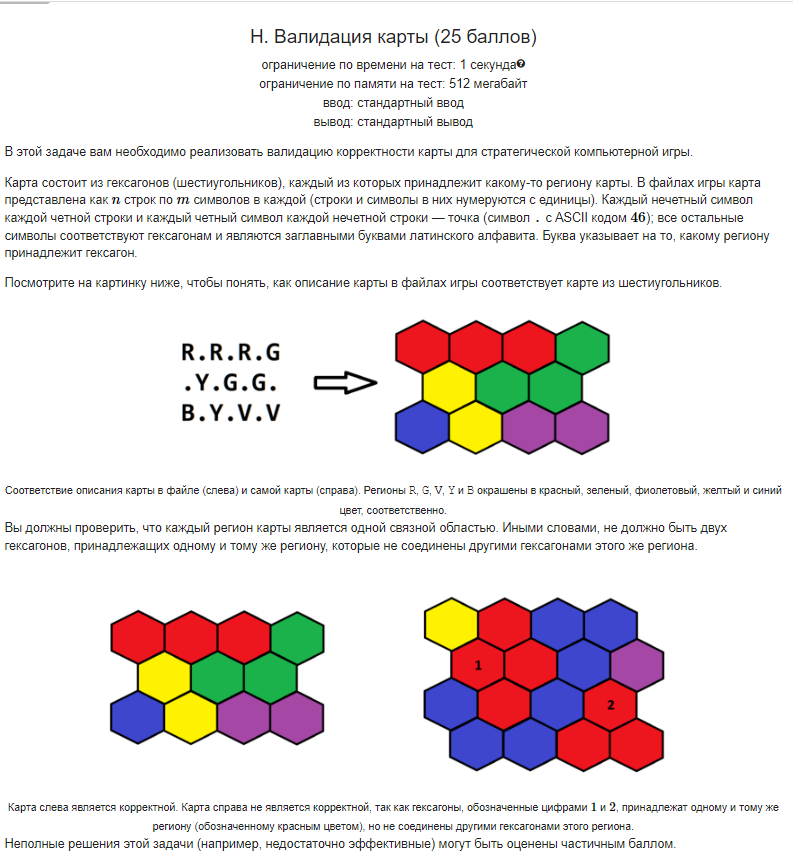 Н. Валидация карты (25 баллов)
ограничение по времени на тест: 1 секунда
ограничение по памяти на тест: 512 мегабайт
ввод: стандартный ввод
вывод: стандартный вывод
В этой задаче вам необходимо реализовать валидацию корректности карты для стратегической компьютерной игры.
Карта состоит из гексагонов (шестиугольников), каждый из которых принадлежит какому-то региону карты. В файлах игры карта
представлена как n строк по m символов в каждой (строки и символы в них нумеруются с единицы). Каждый нечетный символ
каждой четной строки и каждый четный символ каждой нечетной строки — точка (символ . с ASCII кодом 46); все остальные
символы соответствуют гексагонам и являются заглавными буквами латинского алфавита. Буква указывает на то, какому региону
принадлежит гексагон.
Посмотрите на картинку ниже, чтобы понять, как описание карты в файлах игры соответствует карте из шестиугольников.
R.R.R.G
.Y.G.G.
B.Y.V.V
Соответствие описания карты в файле (слева) и самой карты (справа). Регионы R, G, V, Y и B окрашены в красный, зеленый, фиолетовый, желтый и синий
цвет, соответственно.
Вы должны проверить, что каждый регион карты является одной связной областью. Иными словами, не должно быть двух
гексагонов, принадлежащих одному и тому же региону, которые не соединены другими гексагонами этого же региона.
1
2
Карта слева является корректной. Карта справа не является корректной, так как гексагоны, обозначенные цифрами 1 и 2, принадлежат одному и тому же
региону (обозначенному красным цветом), но не соединены другими гексагонами этого региона.
Неполные решения этой задачи (например, недостаточно эффективные) могут быть оценены частичным баллом.